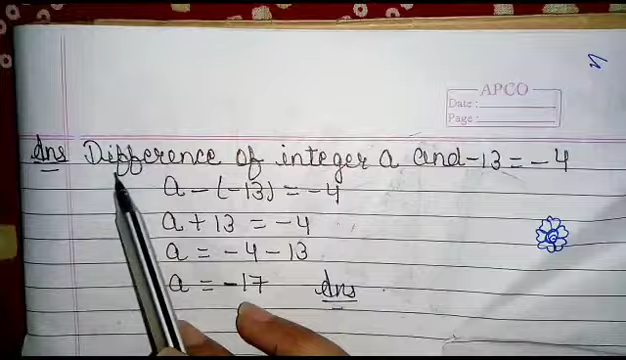 APCO
Date :
Page :
Ans Difference of integer a and -13 = -4
a - (-13) = -4
a + 13 = -4
a = -4 - 13
a = -17 Ans